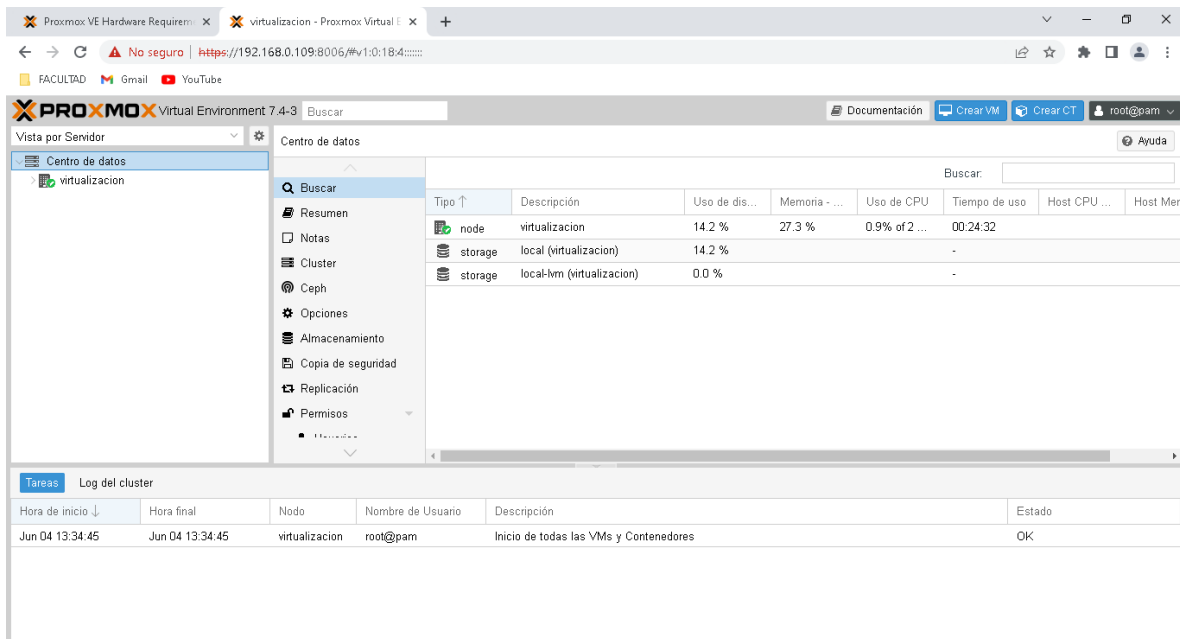 Proxmox VE Hardware Requirem
virtualizacion - Proxmox Virtual E
No seguro | https://192.168.0.109:8006/#v1:0:18:4:::::::
FACULTAD Gmail YouTube
PROXMOX Virtual Environment 7.4-3 Buscar Documentación Crear VM Crear CT root@pam
Vista por Servidor
Centro de datos
virtualizacion
Centro de datos Ayuda
Buscar
Resumen
Notas
Cluster
Ceph
Opciones
Almacenamiento
Copia de seguridad
Replicación
Permisos
Buscar:
Tipo Descripción Uso de dis... Memoria - ... Uso de CPU Tiempo de uso Host CPU ... Host Mer
node virtualizacion 14.2 % 27.3 % 0.9% of 2 ... 00:24:32
storage local (virtualizacion) 14.2 % -
storage local-lvm (virtualizacion) 0.0 % -
Tareas Log del cluster
Hora de inicio Hora final Nodo Nombre de Usuario Descripción Estado
Jun 04 13:34:45 Jun 04 13:34:45 virtualizacion root@pam Inicio de todas las VMs y Contenedores OK